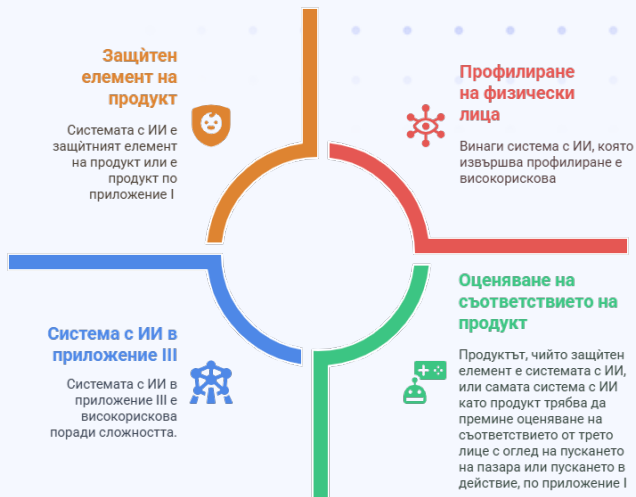 Защѝтен
елемент на
продукт
Системата с ИИ е
защѝтният елемент
на продукт или е
продукт по
приложение I
Профилиране
на физически
лица
Винаги система с ИИ, която
извършва профилиране е
високорискова
Система с ИИ в
приложение III
Системата с ИИ в
приложение III е
високорискова
поради сложността.
Оценяване на
съответствието на
продукт
Продуктът, чийто защѝтен
елемент е системата с ИИ,
или самата система с ИИ
като продукт трябва да
премине оценяване на
съответствието от трето
лице с оглед на пускането
на пазара или пускането в
действие, по приложение I